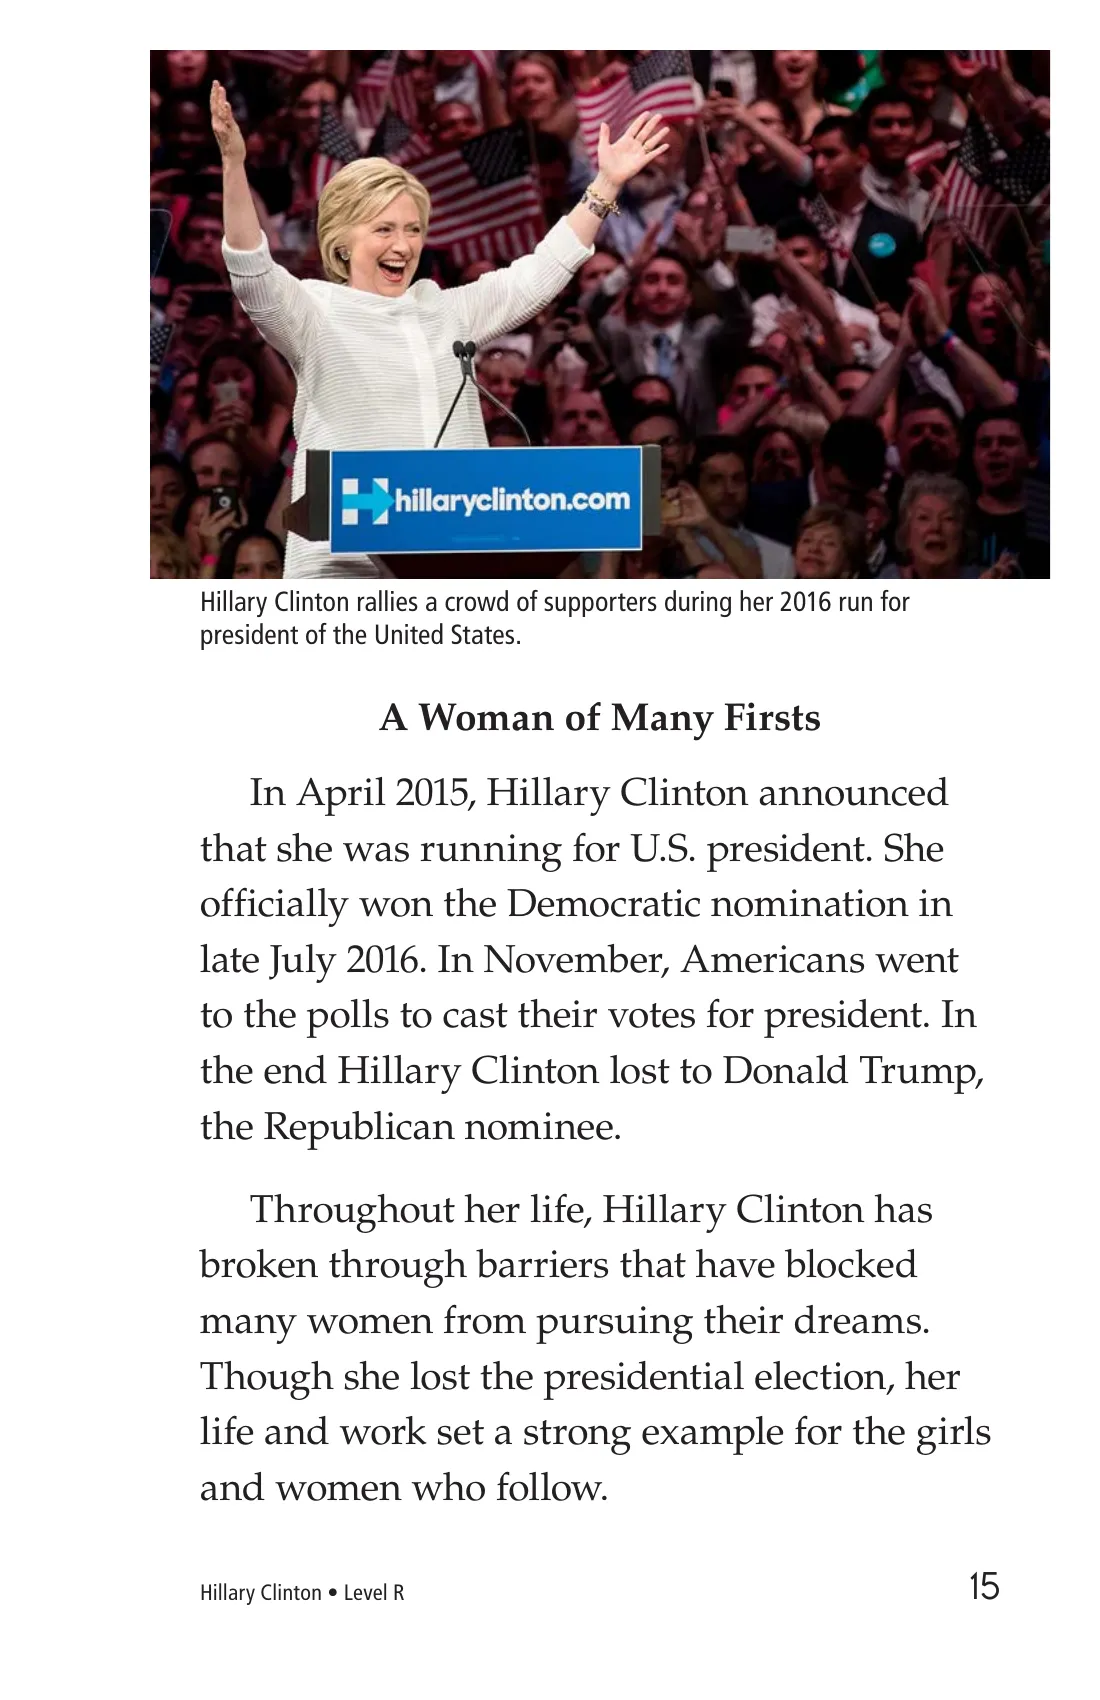 hillaryclinton.com
Hillary Clinton rallies a crowd of supporters during her 2016 run for
president of the United States.
A Woman of Many Firsts
In April 2015, Hillary Clinton announced
that she was running for U.S. president. She
officially won the Democratic nomination in
late July 2016. In November, Americans went
to the polls to cast their votes for president. In
the end Hillary Clinton lost to Donald Trump,
the Republican nominee.
Throughout her life, Hillary Clinton has
broken through barriers that have blocked
many women from pursuing their dreams.
Though she lost the presidential election, her
life and work set a strong example for the girls
and women who follow.
Hillary Clinton • Level R
15